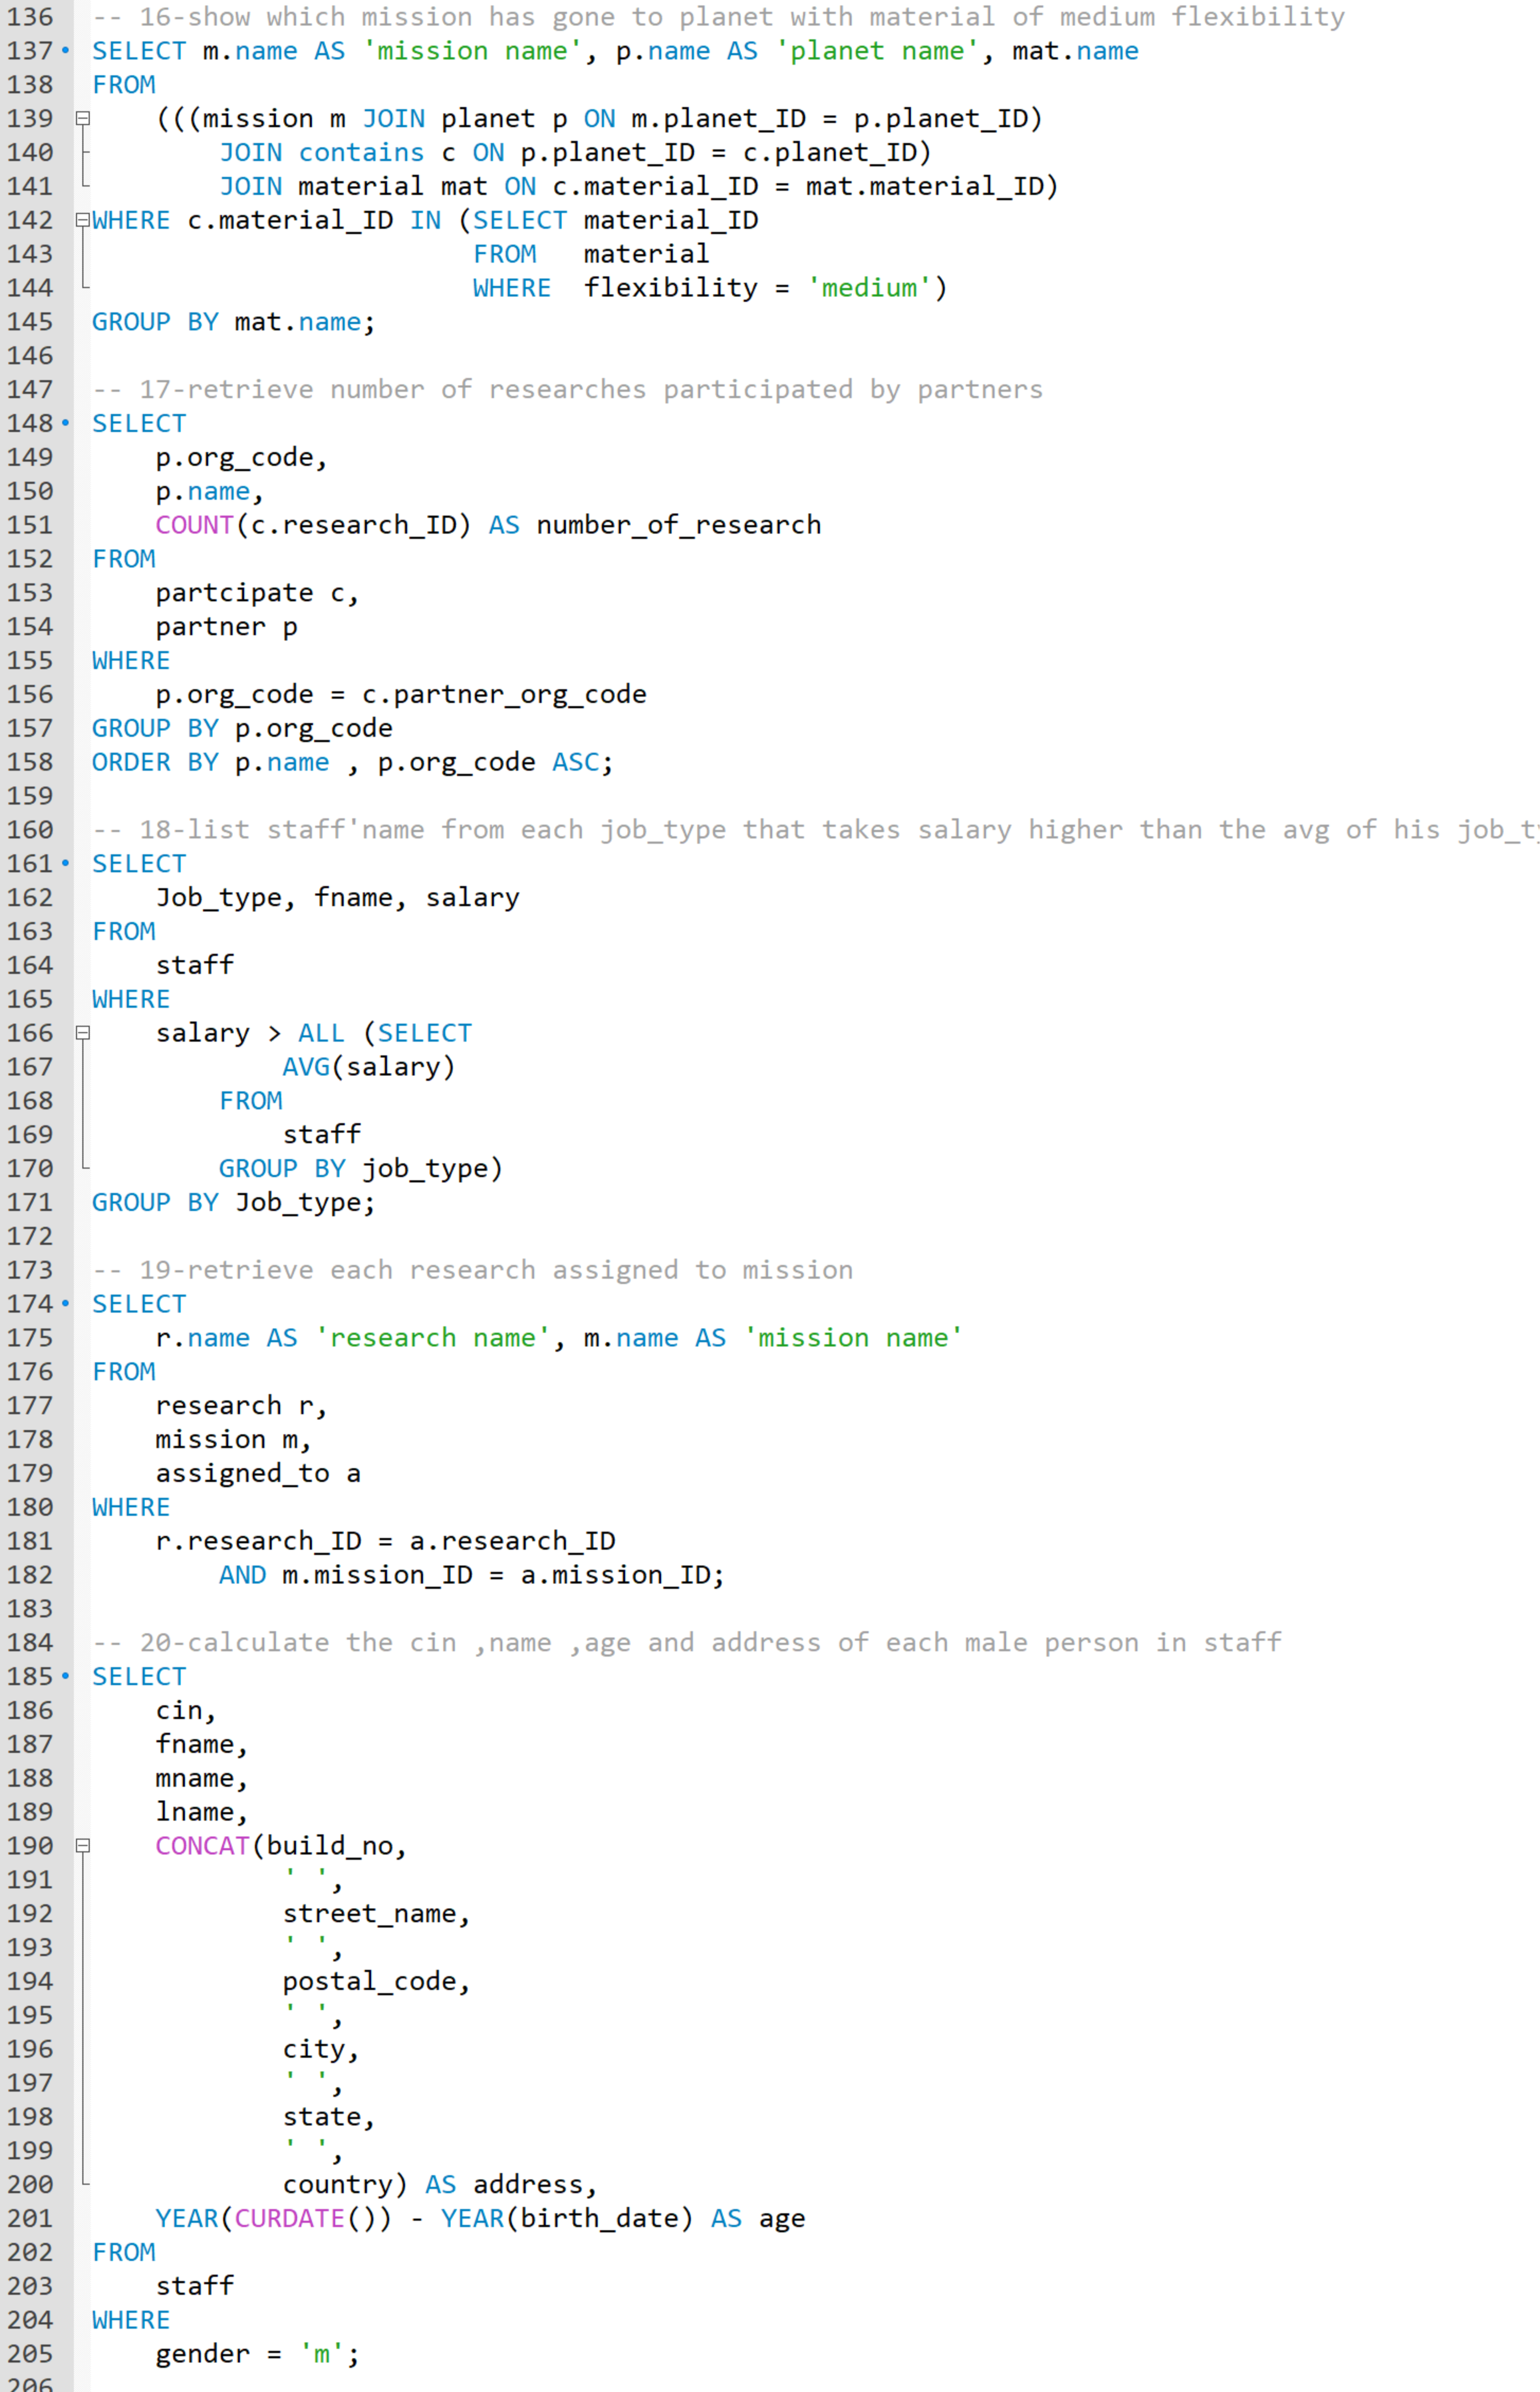 136 -- 16-show which mission has gone to planet with material of medium flexibility
137 SELECT m.name AS 'mission name', p.name AS 'planet name', mat.name
138 FROM
139     (((mission m JOIN planet p ON m.planet_ID = p.planet_ID)
140         JOIN contains c ON p.planet_ID = c.planet_ID)
141         JOIN material mat ON c.material_ID = mat.material_ID)
142 WHERE c.material_ID IN (SELECT material_ID
143                         FROM   material
144                         WHERE  flexibility = 'medium')
145 GROUP BY mat.name;
146
147 -- 17-retrieve number of researches participated by partners
148 SELECT
149     p.org_code,
150     p.name,
151     COUNT(c.research_ID) AS number_of_research
152 FROM
153     partcipate c,
154     partner p
155 WHERE
156     p.org_code = c.partner_org_code
157 GROUP BY p.org_code
158 ORDER BY p.name , p.org_code ASC;
159
160 -- 18-list staff'name from each job_type that takes salary higher than the avg of his job_t
161 SELECT
162     Job_type, fname, salary
163 FROM
164     staff
165 WHERE
166     salary > ALL (SELECT
167             AVG(salary)
168         FROM
169             staff
170         GROUP BY job_type)
171 GROUP BY Job_type;
172
173 -- 19-retrieve each research assigned to mission
174 SELECT
175     r.name AS 'research name', m.name AS 'mission name'
176 FROM
177     research r,
178     mission m,
179     assigned_to a
180 WHERE
181     r.research_ID = a.research_ID
182         AND m.mission_ID = a.mission_ID;
183
184 -- 20-calculate the cin ,name ,age and address of each male person in staff
185 SELECT
186     cin,
187     fname,
188     mname,
189     lname,
190     CONCAT(build_no,
191             ' ',
192             street_name,
193             ' ',
194             postal_code,
195             ' ',
196             city,
197             ' ',
198             state,
199             ' ',
200             country) AS address,
201     YEAR(CURDATE()) - YEAR(birth_date) AS age
202 FROM
203     staff
204 WHERE
205     gender = 'm';
206